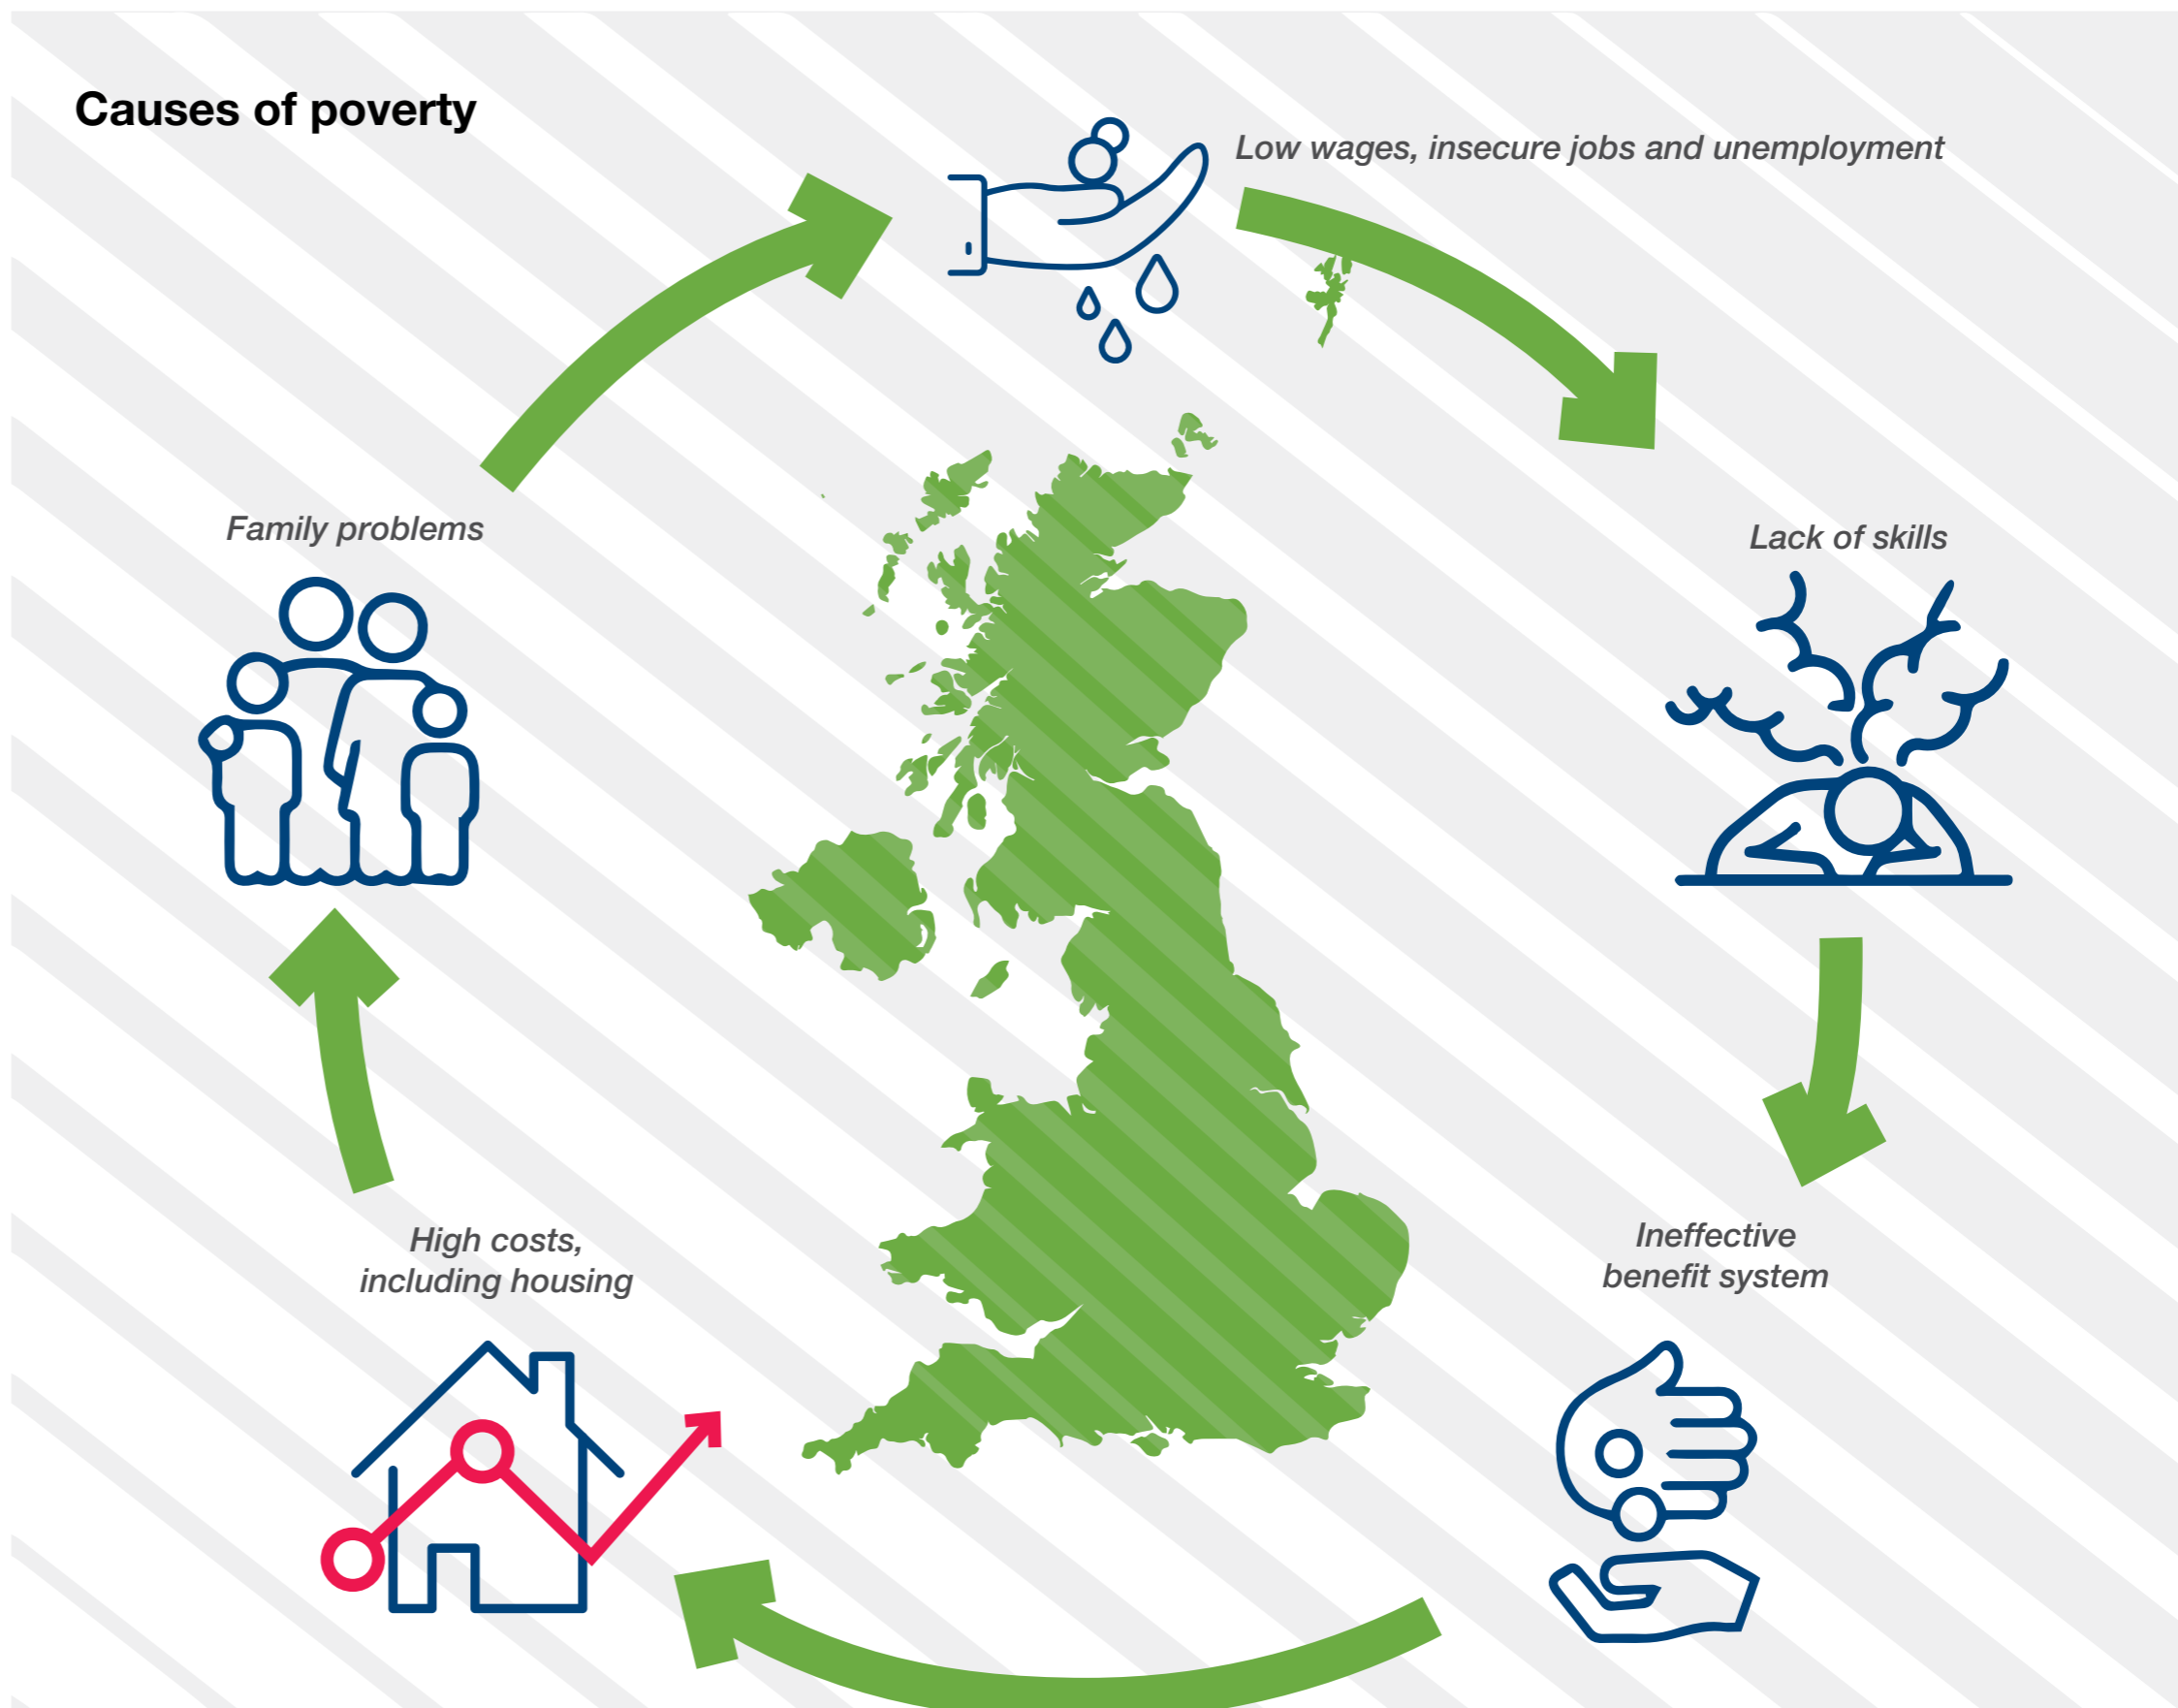 Causes of poverty
Low wages, insecure jobs and unemployment
Family problems
Lack of skills
High costs,
including housing
Ineffective
benefit system